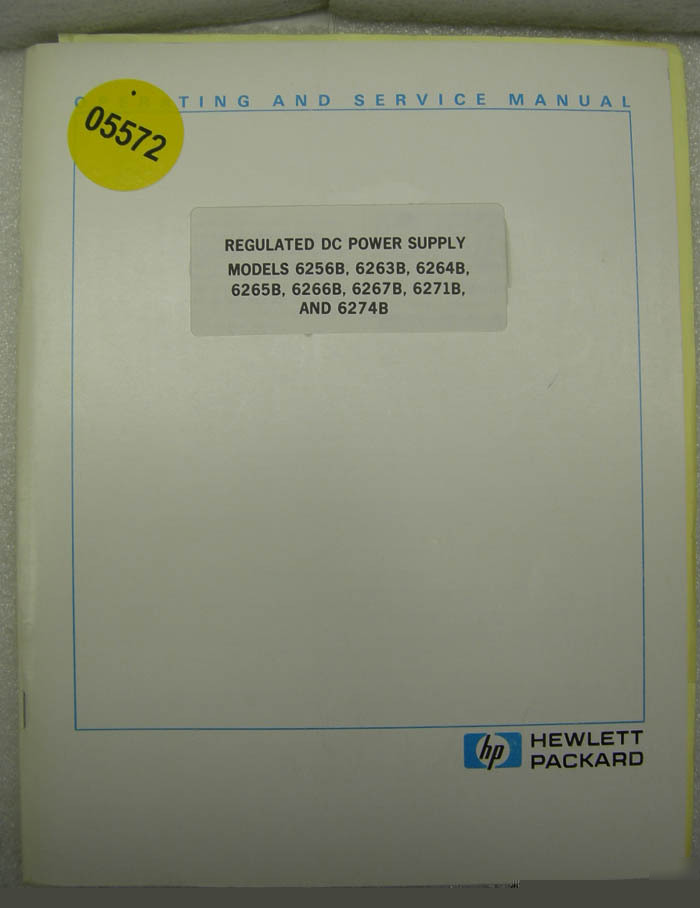 OPERATING AND SERVICE MANUAL
05572
REGULATED DC POWER SUPPLY
MODELS 6256B, 6263B, 6264B,
6265B, 6266B, 6267B, 6271B,
AND 6274B
hp HEWLETT
PACKARD